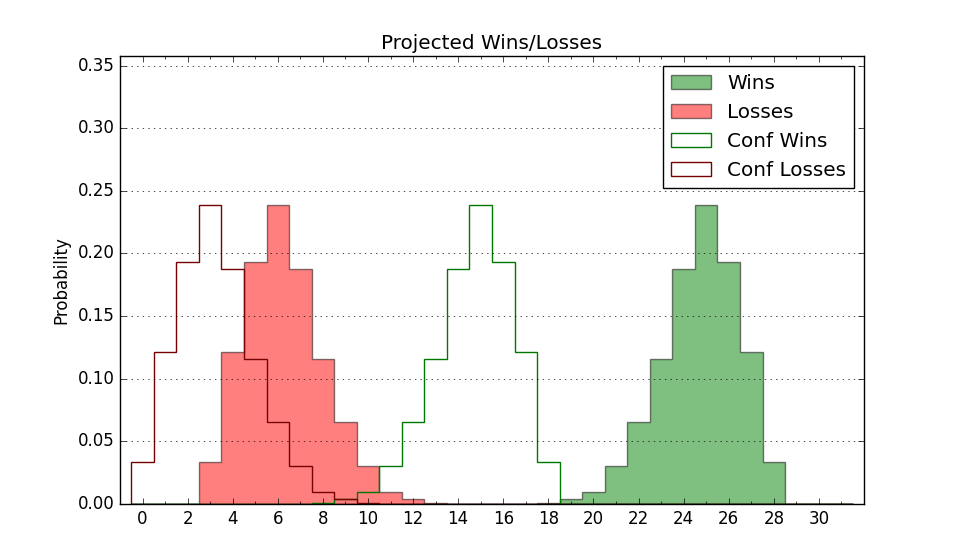 Projected Wins/Losses
0.35
0.30
0.25
0.20
0.15
0.10
0.05
0.00
Probability
Wins
Losses
Conf Wins
Conf Losses
0 2 4 6 8 10 12 14 16 18 20 22 24 26 28 30